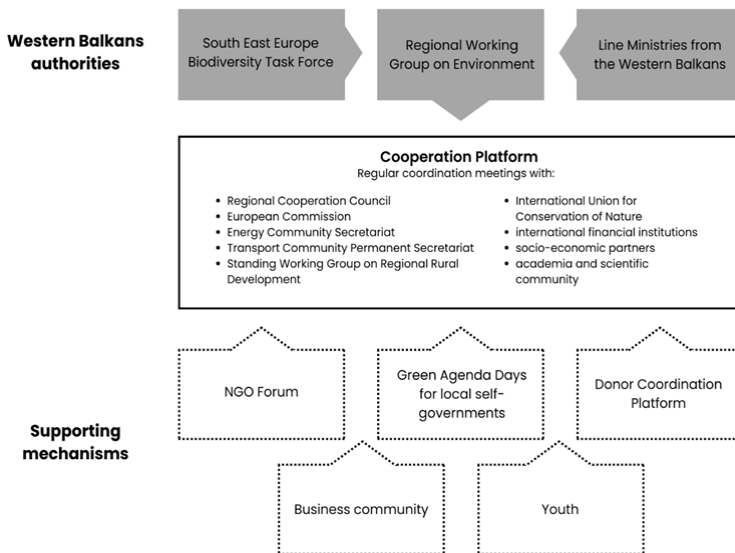 Western Balkans
authorities
South East Europe
Biodiversity Task Force
Regional Working
Group on Environment
Line Ministries from
the Western Balkans
Cooperation Platform
Regular coordination meetings with:
• Regional Cooperation Council
• European Commission
• Energy Community Secretariat
• Transport Community Permanent Secretariat
• Standing Working Group on Regional Rural
Development
• International Union for
Conservation of Nature
• international financial institutions
• socio-economic partners
• academia and scientific
community
Supporting
mechanisms
NGO Forum
Green Agenda Days
for local self-
governments
Donor Coordination
Platform
Business community
Youth